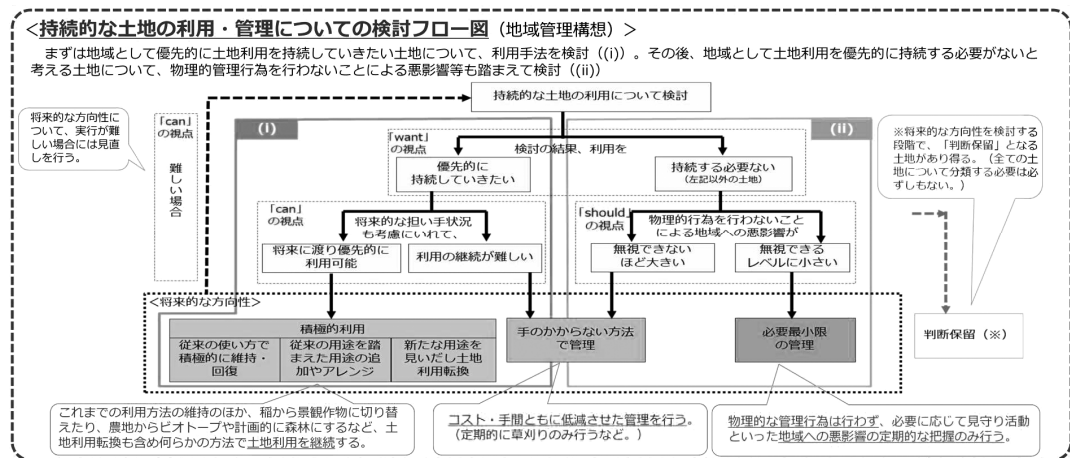 <持続的な土地の利用・管理についての検討フロー図（地域管理構想）>
まずは地域として優先的に土地利用を持続していきたい土地について、利用手法を検討（(i)）。その後、地域として土地利用を優先的に持続する必要がないと
考える土地について、物理的管理行為を行わないことによる悪影響等も踏まえて検討（(ii)）
持続的な土地の利用について検討
将来的な方向性に
ついて、実行が難
しい場合には見直
しを行う。
「can」
の視点
難しい場合
(i)
(ii)
「want」
の視点
検討の結果、利用を
優先的に
持続していきたい
持続する必要ない
（左記以外の土地）
「can」
の視点
将来的な担い手状況
も考慮にいれて、
将来に渡り優先的に
利用可能
利用の継続が難しい
「should」
の視点
物理的行為を行わないこと
による地域への悪影響が
無視できない
ほど大きい
無視できる
レベルに小さい
※将来的な方向性を検討する
段階で、「判断保留」となる
土地があり得る。（全ての土
地について分類する必要は必
ずしもない。）
<将来的な方向性>
積極的利用
従来の使い方で
積極的に維持・
回復
従来の用途を踏
まえた用途の追
加やアレンジ
新たな用途を
見いだし土地
利用転換
手のかからない方法
で管理
必要最小限
の管理
判断保留（※）
これまでの利用方法の維持のほか、稲から景観作物に切り替
えたり、農地からビオトープや計画的に森林にするなど、土
地利用転換も含め何らかの方法で土地利用を継続する。
コスト・手間ともに低減させた管理を行う。
（定期的に草刈りのみ行うなど。）
物理的な管理行為は行わず、必要に応じて見守り活動
といった地域への悪影響の定期的な把握のみ行う。